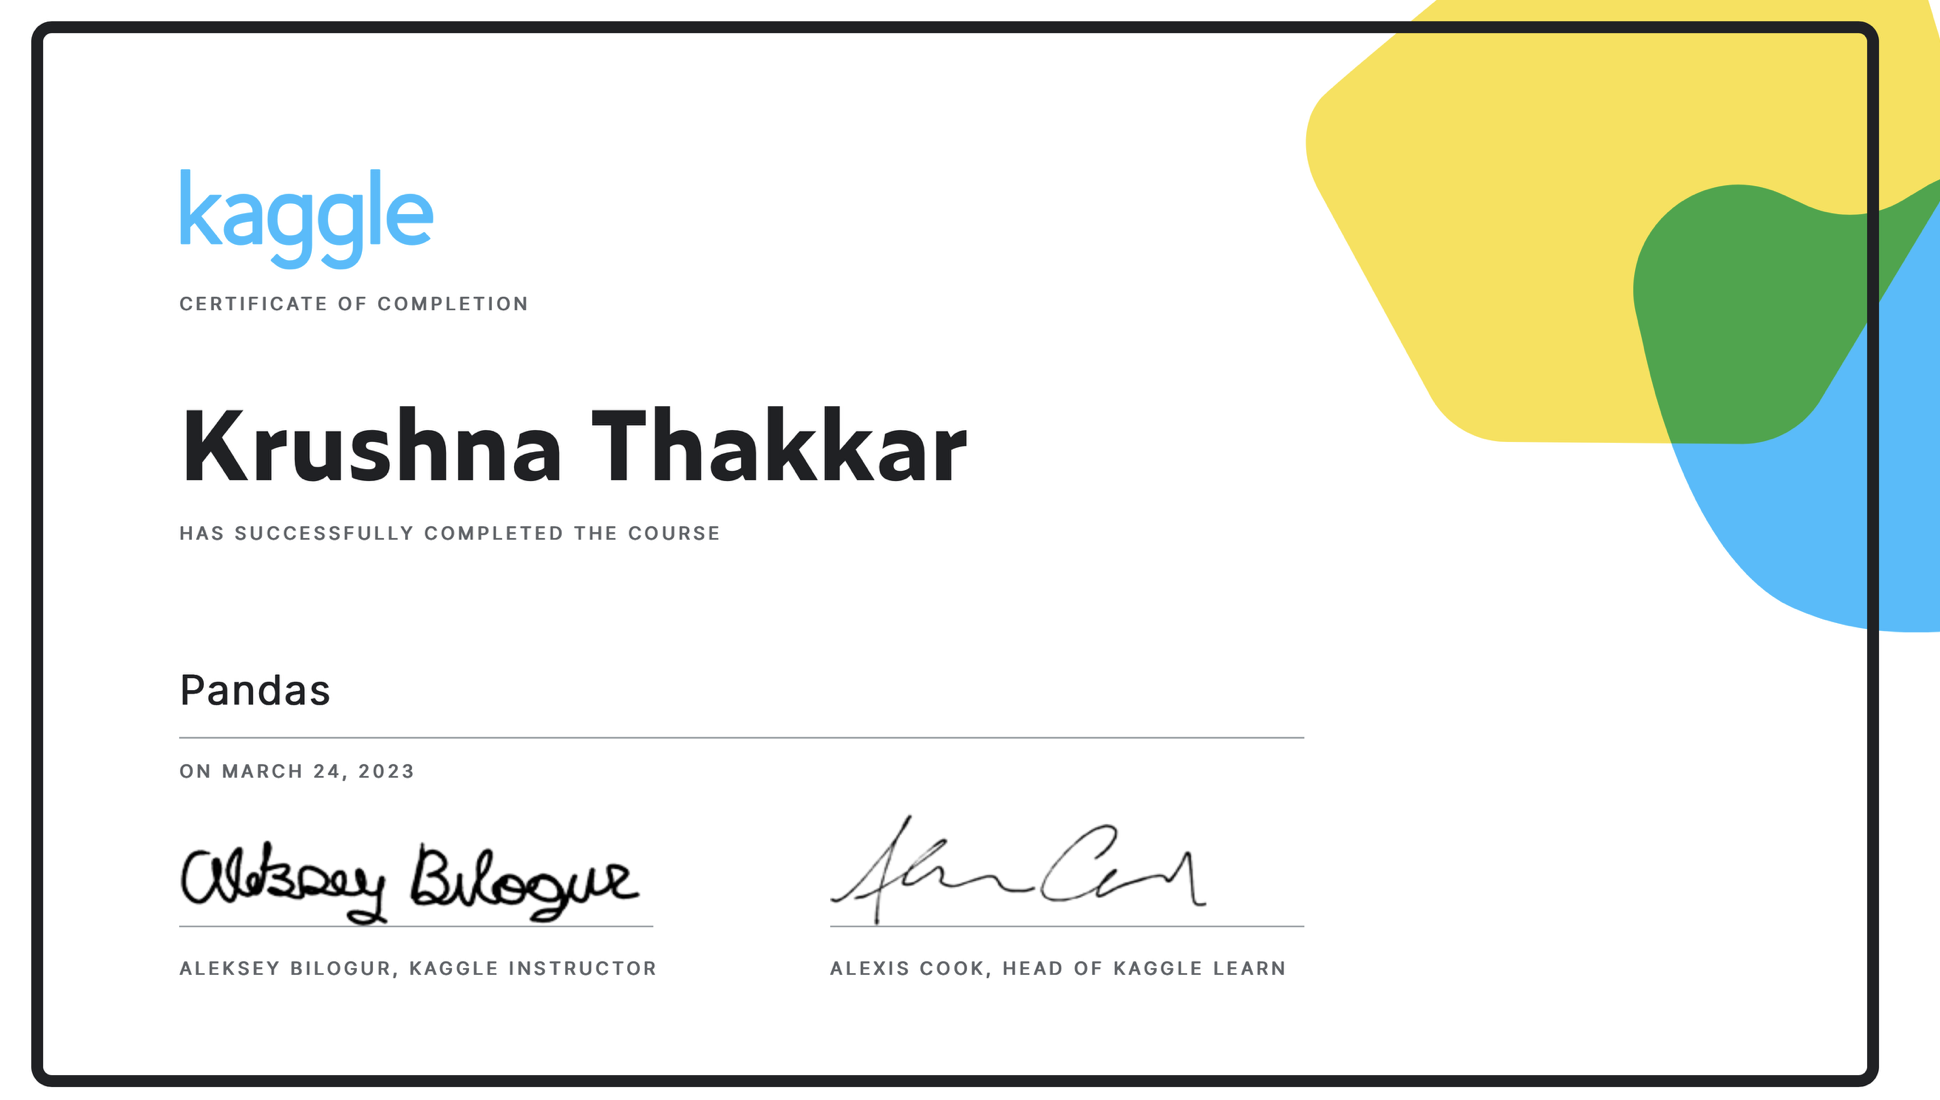 kaggle
CERTIFICATE OF COMPLETION
Krushna Thakkar
HAS SUCCESSFULLY COMPLETED THE COURSE
Pandas
ON MARCH 24, 2023
Aleksey Bilogur
ALEKSEY BILOGUR, KAGGLE INSTRUCTOR
ALEXIS COOK, HEAD OF KAGGLE LEARN